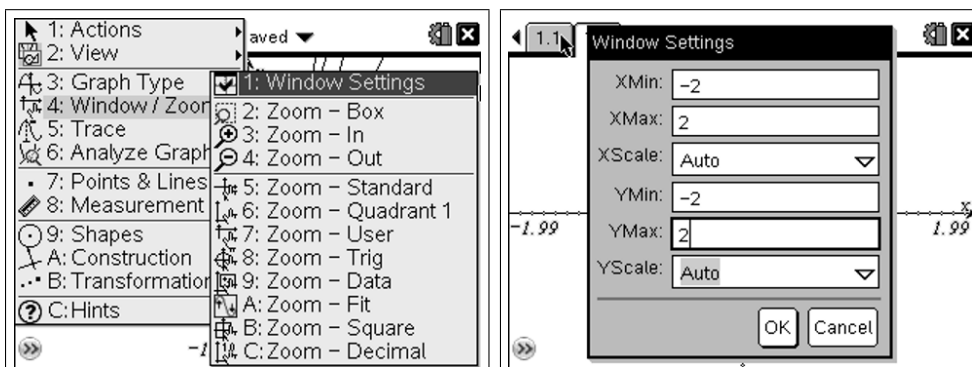 1: Actions
2: View
3: Graph Type
4: Window / Zoom
5: Trace
6: Analyze Graph
7: Points & Lines
8: Measurement
9: Shapes
A: Construction
B: Transformation
C: Hints
aved
1: Window Settings
2: Zoom – Box
3: Zoom – In
4: Zoom – Out
5: Zoom – Standard
6: Zoom – Quadrant 1
7: Zoom – User
8: Zoom – Trig
9: Zoom – Data
A: Zoom – Fit
B: Zoom – Square
C: Zoom – Decimal
-1
1.1
Window Settings
XMin: -2
XMax: 2
XScale: Auto
YMin: -2
YMax: 2
YScale: Auto
OK Cancel
-1.99
x
1.99